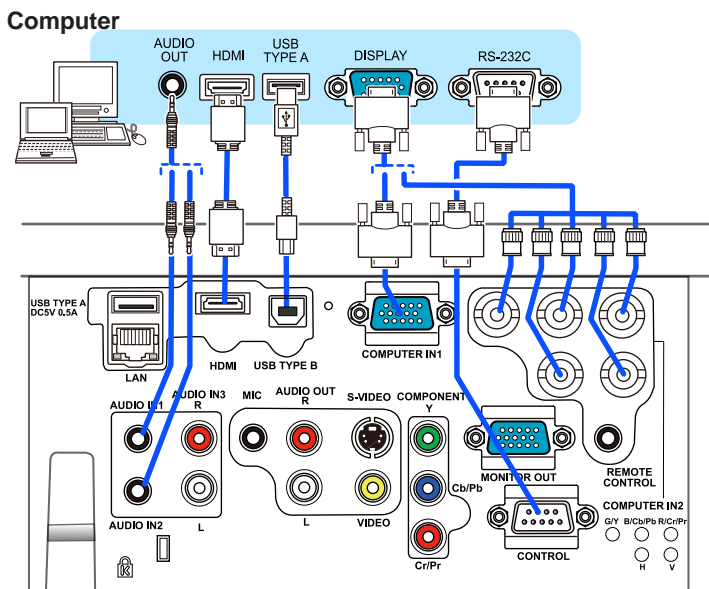 Computer
AUDIO
OUT
HDMI
USB
TYPE A
DISPLAY
RS-232C
USB TYPE A
DC5V 0.5A
LAN
HDMI
USB TYPE B
COMPUTER IN1
AUDIO IN1
AUDIO IN3
R
MIC
AUDIO OUT
R
S-VIDEO
COMPONENT
Y
MONITOR OUT
REMOTE
CONTROL
Cb/Pb
AUDIO IN2
L
L
VIDEO
Cr/Pr
CONTROL
COMPUTER IN2
G/Y B/Cb/Pb R/Cr/Pr
H
V
K